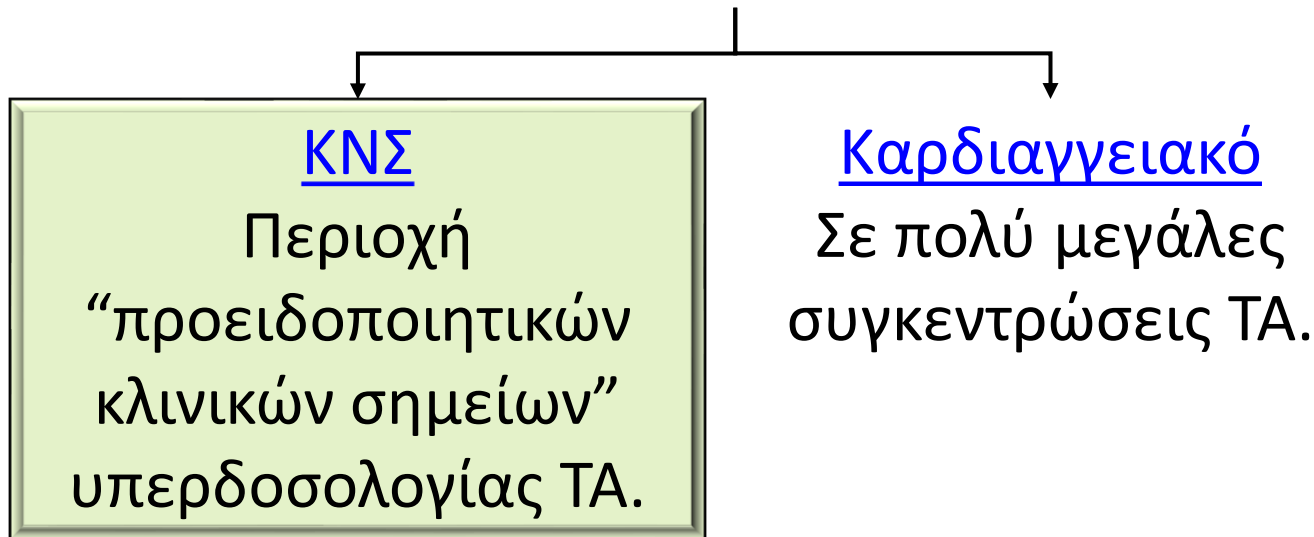 ΚΝΣ
Περιοχή
“προειδοποιητικών
κλινικών σημείων”
υπερδοσολογίας ΤΑ.
Καρδιαγγειακό
Σε πολύ μεγάλες
συγκεντρώσεις ΤΑ.